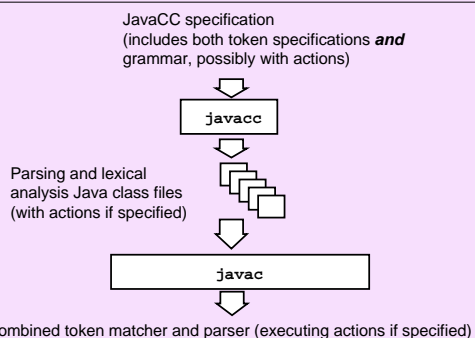 JavaCC specification
(includes both token specifications and
grammar, possibly with actions)
javacc
Parsing and lexical
analysis Java class files
(with actions if specified)
javac
ombined token matcher and parser (executing actions if specified)